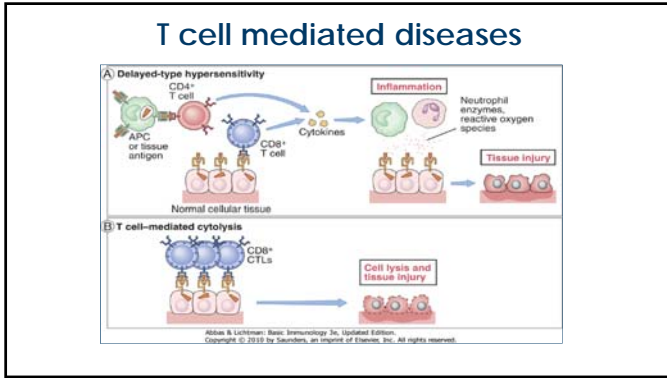 T cell mediated diseases
A Delayed-type hypersensitivity
CD4+
T cell
APC
or tissue
antigen
CD8+
T cell
Normal cellular tissue
Cytokines
Inflammation
Neutrophil
enzymes,
reactive oxygen
species
Tissue injury
B T cell–mediated cytolysis
CD8+
CTLs
Cell lysis and
tissue injury
Abbas & Lichtman: Basic Immunology 3e, Updated Edition.
Copyright © 2010 by Saunders, an imprint of Elsevier, Inc. All rights reserved.